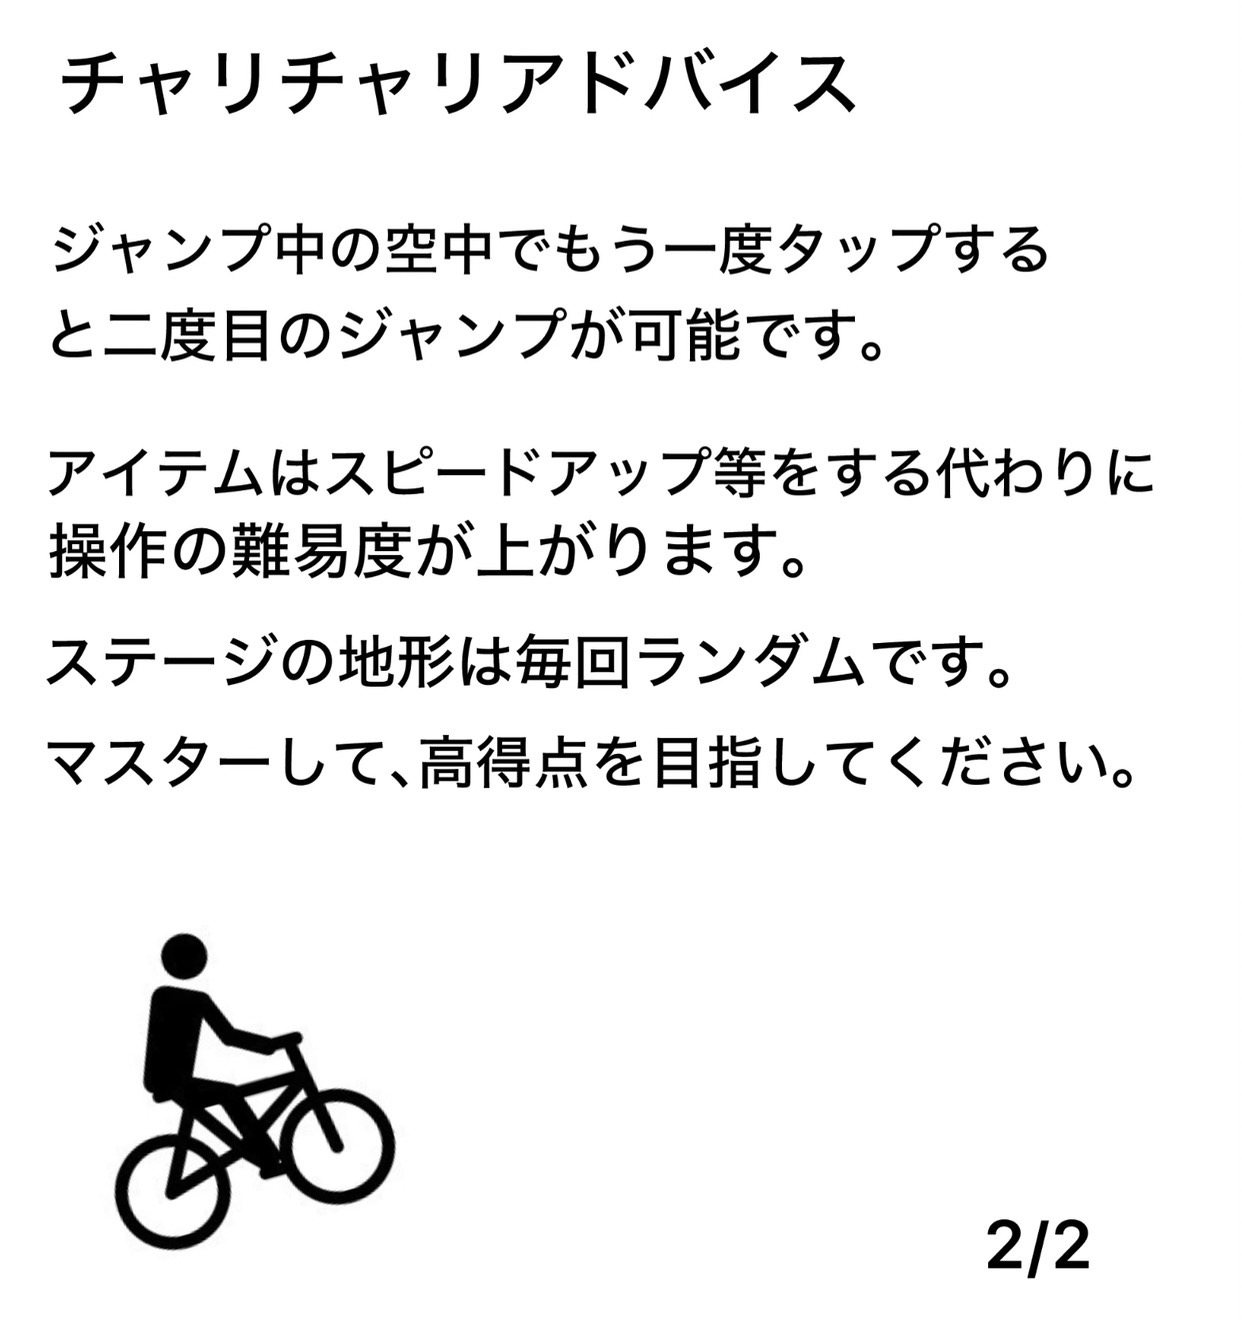 チャリチャリアドバイス
ジャンプ中の空中でもう一度タップする
と二度目のジャンプが可能です。
アイテムはスピードアップ等をする代わりに
操作の難易度が上がります。
ステージの地形は毎回ランダムです。
マスターして、高得点を目指してください。
2/2